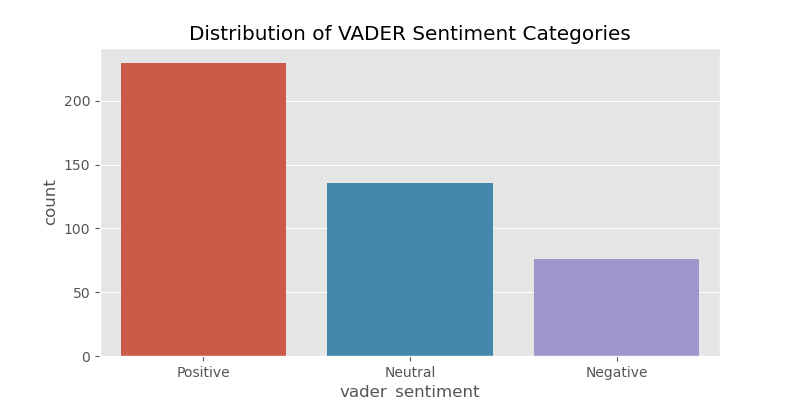 Distribution of VADER Sentiment Categories
count
200
150
100
50
0
Positive Neutral Negative
vader_sentiment